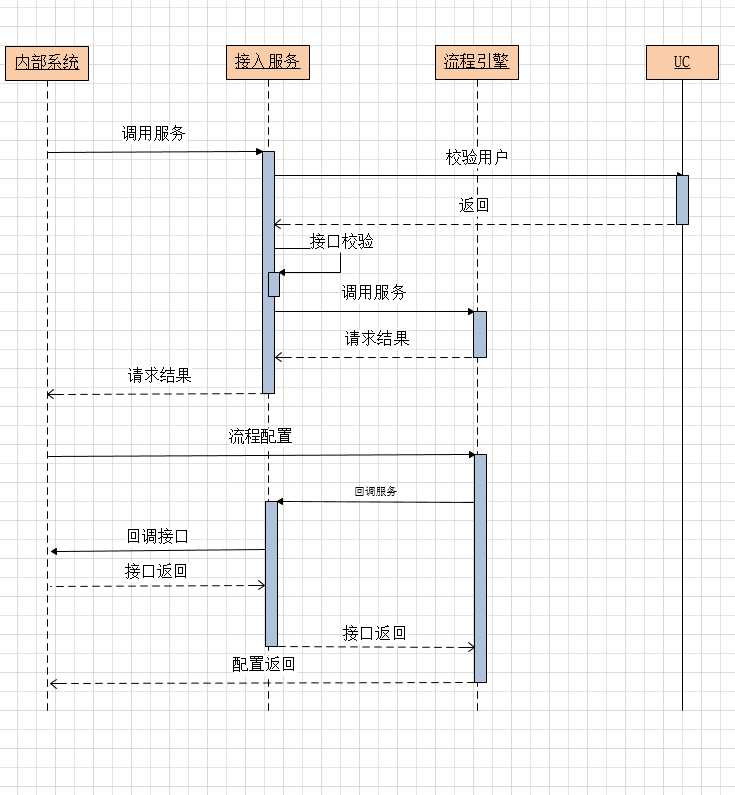 内部系统
接入服务
流程引擎
UC
调用服务
校验用户
返回
接口校验
调用服务
请求结果
请求结果
流程配置
回调服务
回调接口
接口返回
接口返回
配置返回